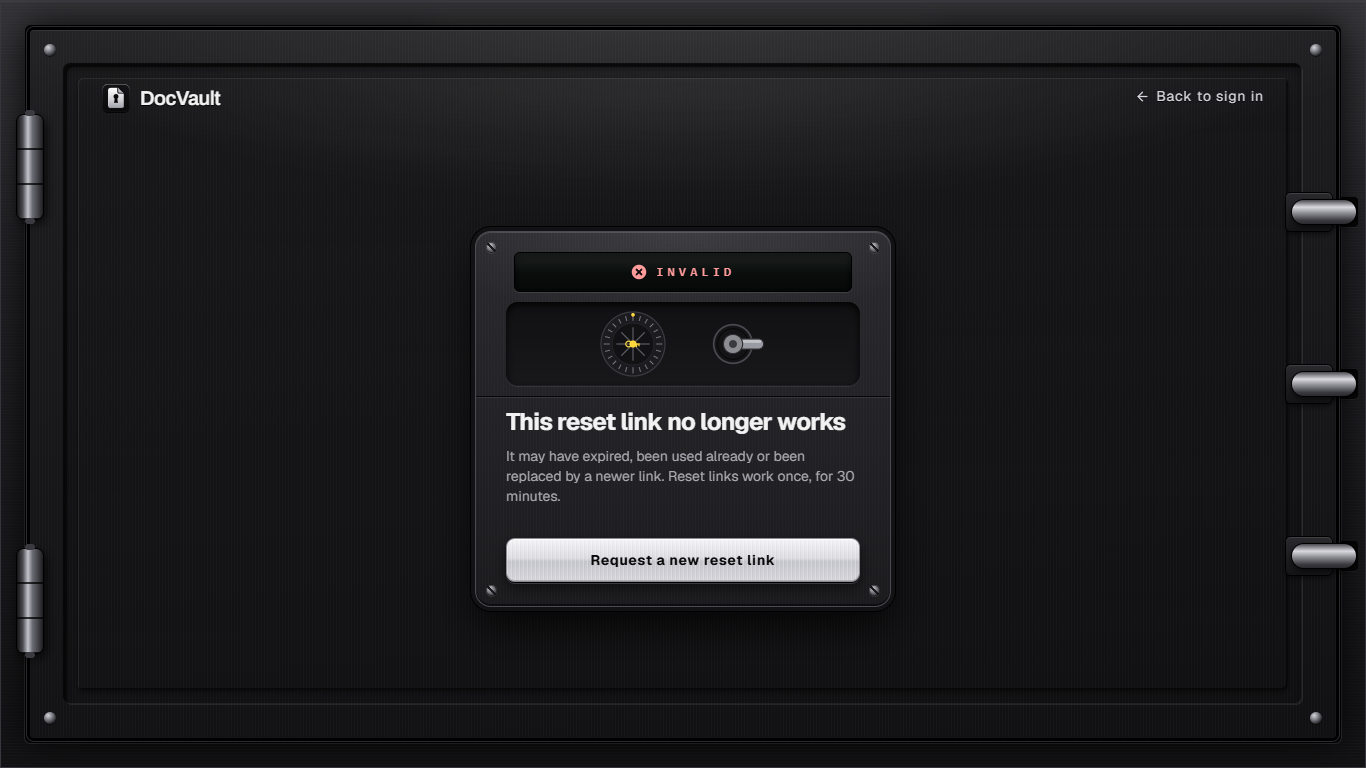 DocVault
← Back to sign in
INVALID
This reset link no longer works
It may have expired, been used already or been
replaced by a newer link. Reset links work once, for 30
minutes.
Request a new reset link